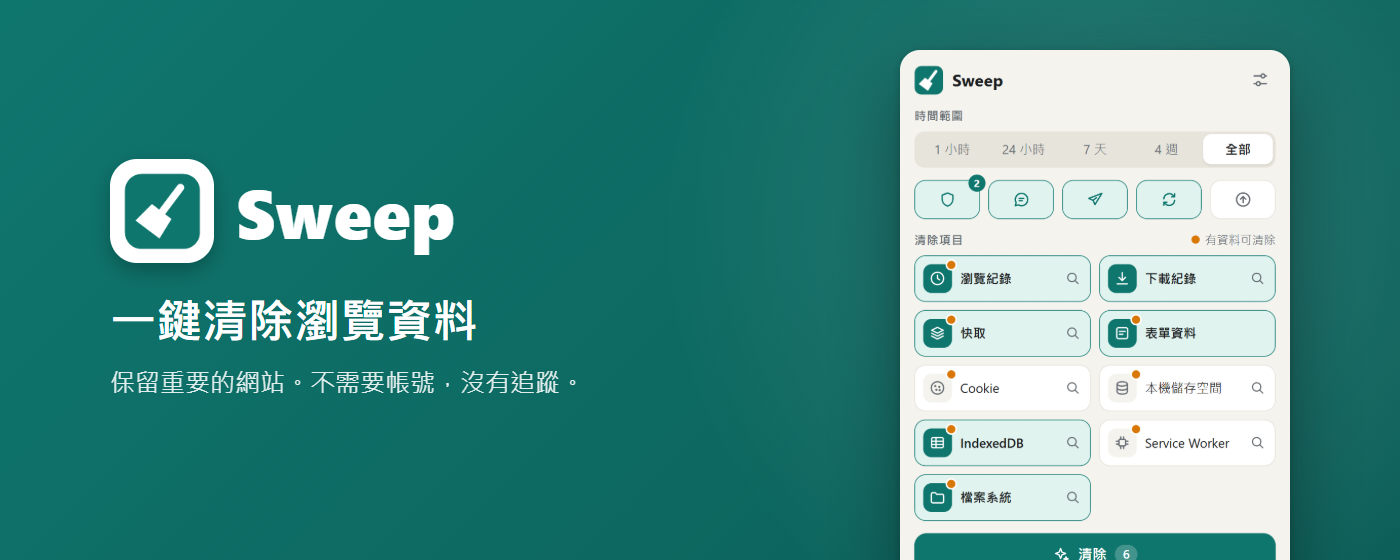 Sweep
一鍵清除瀏覽資料
保留重要的網站。不需要帳號，沒有追蹤。
Sweep
時間範圍
1 小時 24 小時 7 天 4 週 全部
2
清除項目 有資料可清除
瀏覽紀錄 下載紀錄
快取 表單資料
Cookie 本機儲存空間
IndexedDB Service Worker
檔案系統
清除 6